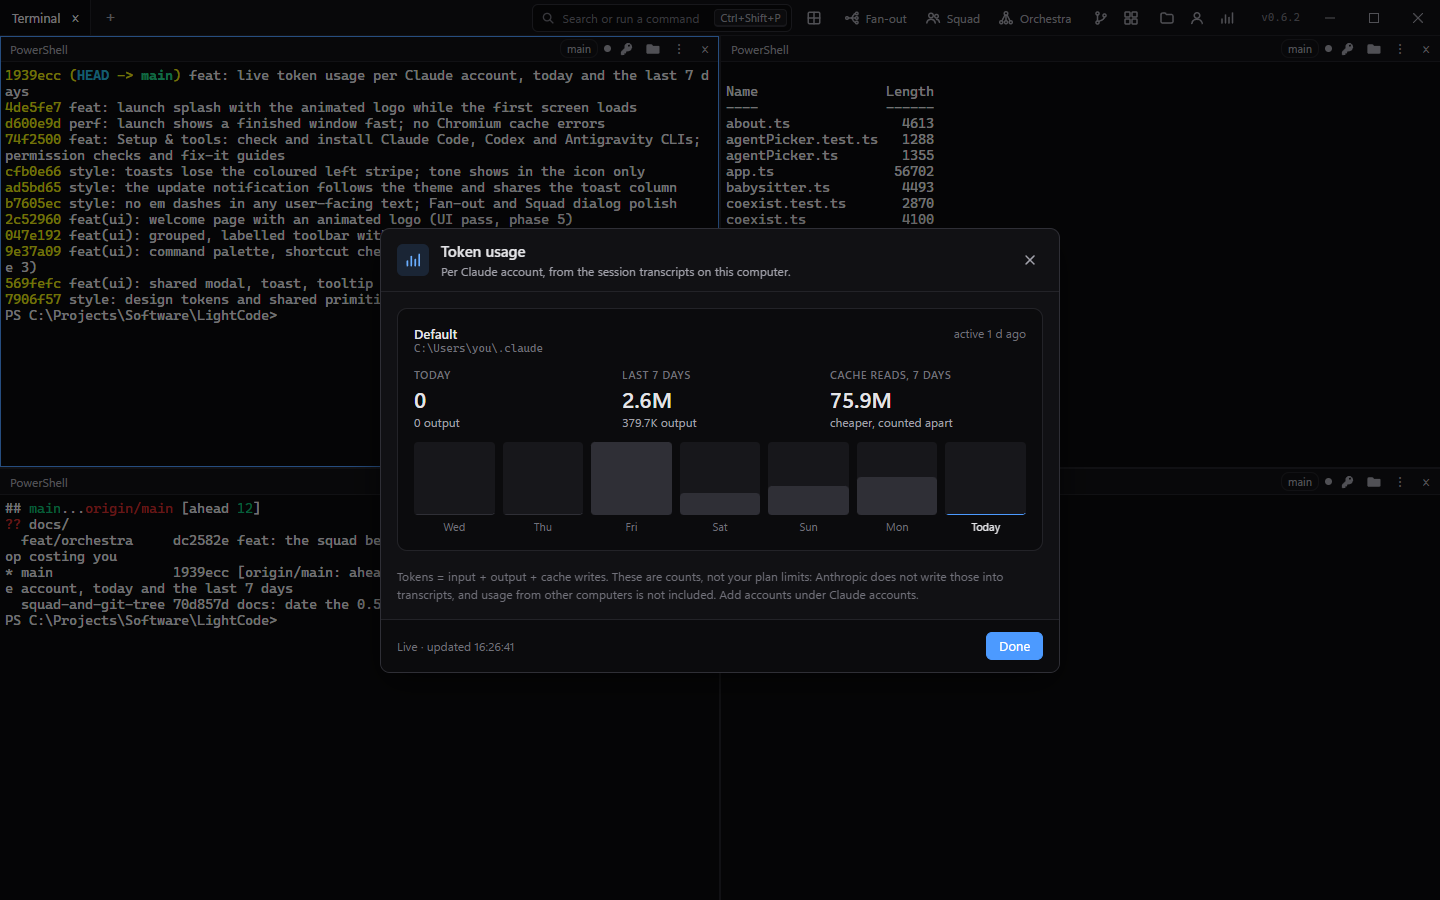 Terminal x +
Search or run a command Ctrl+Shift+P
Fan-out Squad Orchestra
v0.6.2
PowerShell main x
1939ecc (HEAD -> main) feat: live token usage per Claude account, today and the last 7 d
ays
4de5fe7 feat: launch splash with the animated logo while the first screen loads
d600e9d perf: launch shows a finished window fast; no Chromium cache errors
74f2500 feat: Setup & tools: check and install Claude Code, Codex and Antigravity CLIs;
permission checks and fix-it guides
cfb0e66 style: toasts lose the coloured left stripe; tone shows in the icon only
ad5bd65 style: the update notification follows the theme and shares the toast column
b7605ec style: no em dashes in any user-facing text; Fan-out and Squad dialog polish
2c52960 feat(ui): welcome page with an animated logo (UI pass, phase 5)
047e192 feat(ui): grouped, labelled toolbar wit
9e37a09 feat(ui): command palette, shortcut che
e 3)
569fefc feat(ui): shared modal, toast, tooltip
7906f57 style: design tokens and shared primiti
PS C:\Projects\Software\LightCode>
PowerShell main x
Name Length
---- ------
about.ts 4613
agentPicker.test.ts 1288
agentPicker.ts 1355
app.ts 56702
babysitter.ts 4493
coexist.test.ts 2870
coexist.ts 4100
Token usage
Per Claude account, from the session transcripts on this computer.
Default active 1 d ago
C:\Users\you\.claude
TODAY LAST 7 DAYS CACHE READS, 7 DAYS
0 2.6M 75.9M
0 output 379.7K output cheaper, counted apart
Wed Thu Fri Sat Sun Mon Today
Tokens = input + output + cache writes. These are counts, not your plan limits: Anthropic does not write those into
transcripts, and usage from other computers is not included. Add accounts under Claude accounts.
Live · updated 16:26:41 Done
PowerShell
## main...origin/main [ahead 12]
?? docs/
feat/orchestra dc2582e feat: the squad be
op costing you
* main 1939ecc [origin/main: ahea
e account, today and the last 7 days
squad-and-git-tree 70d857d docs: date the 0.5
PS C:\Projects\Software\LightCode>
main x